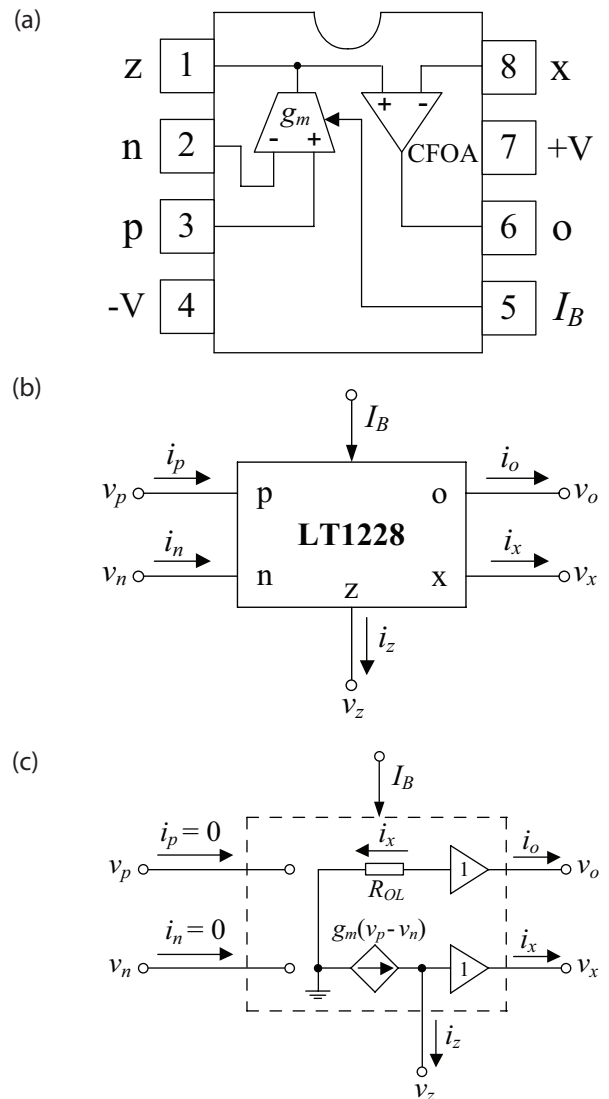 (a)
z 1 8 x
g_m + -
n 2 - + CFOA 7 +V
p 3 6 o
-V 4 5 I_B
(b)
I_B
i_p i_o
v_p p o v_o
LT1228
i_n i_x
v_n n x v_x
z
i_z
v_z
(c)
I_B
i_p = 0 i_x i_o
v_p 1 v_o
R_OL
i_n = 0 g_m(v_p - v_n) i_x
v_n 1 v_x
i_z
v_z